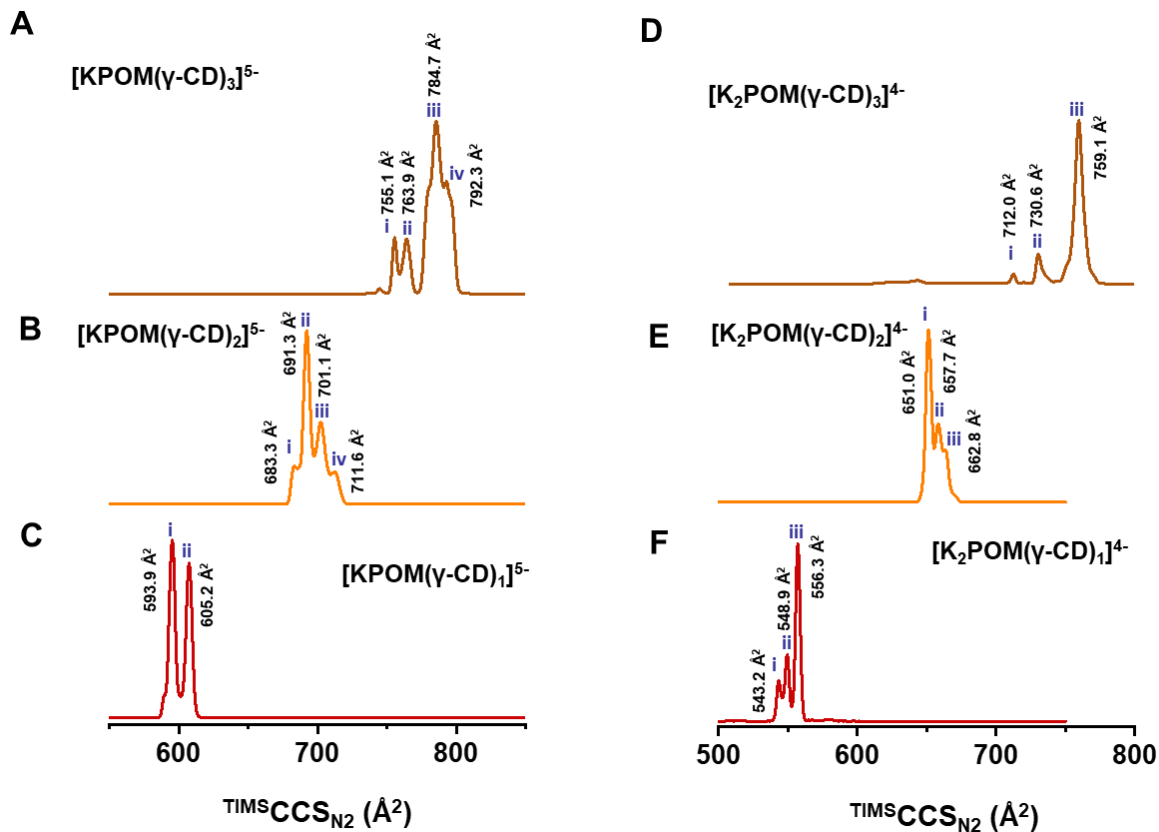 A
[KPOM(γ-CD)₃]⁵⁻
i
755.1 Å²
ii
763.9 Å²
iii
784.7 Å²
iv
792.3 Å²
B
[KPOM(γ-CD)₂]⁵⁻
i
683.3 Å²
ii
691.3 Å²
iii
701.1 Å²
iv
711.6 Å²
C
[KPOM(γ-CD)₁]⁵⁻
i
593.9 Å²
ii
605.2 Å²
600 700 800
ᵀᴵᴹˢCCS_N2 (Å²)
D
[K₂POM(γ-CD)₃]⁴⁻
i
712.0 Å²
ii
730.6 Å²
iii
759.1 Å²
E
[K₂POM(γ-CD)₂]⁴⁻
i
651.0 Å²
ii
657.7 Å²
iii
662.8 Å²
F
[K₂POM(γ-CD)₁]⁴⁻
i
543.2 Å²
ii
548.9 Å²
iii
556.3 Å²
500 600 700 800
ᵀᴵᴹˢCCS_N2 (Å²)